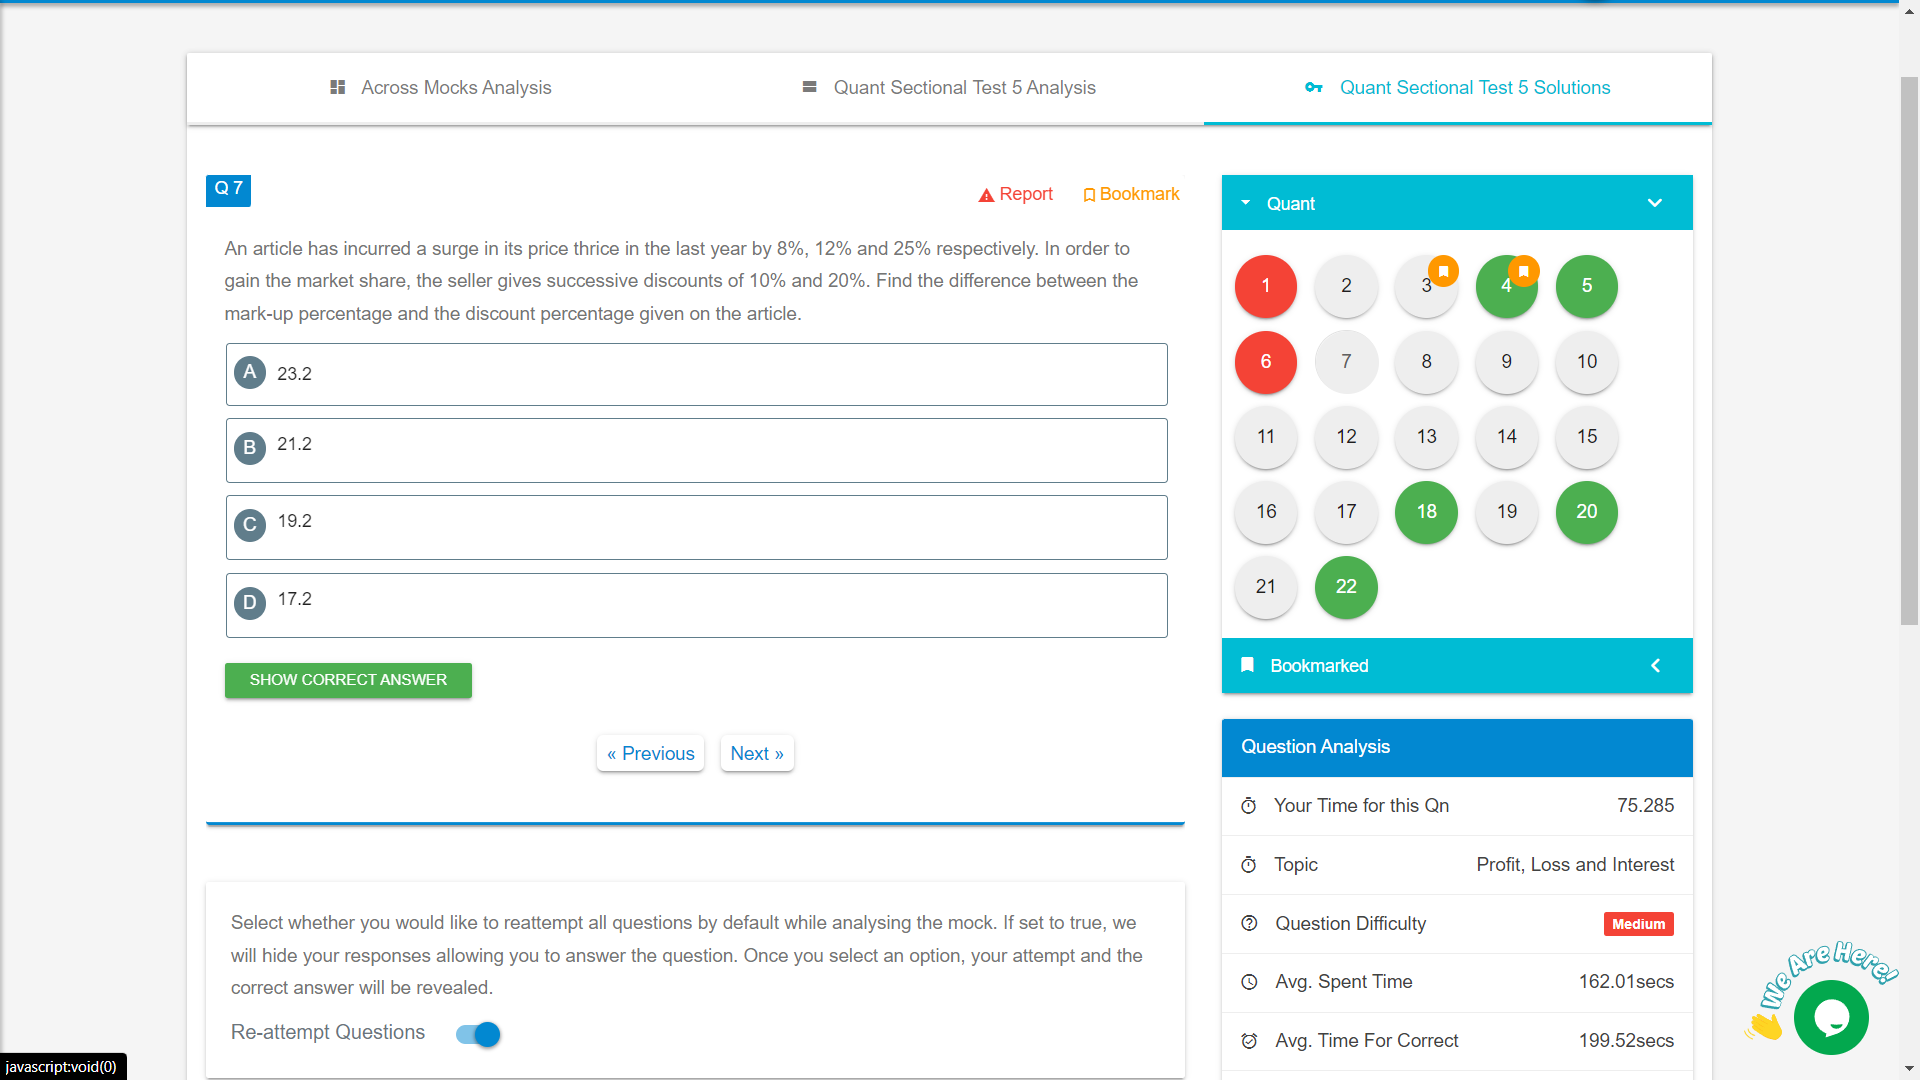 Across Mocks Analysis
Quant Sectional Test 5 Analysis
Quant Sectional Test 5 Solutions
Q 7
Report
Bookmark
An article has incurred a surge in its price thrice in the last year by 8%, 12% and 25% respectively. In order to
gain the market share, the seller gives successive discounts of 10% and 20%. Find the difference between the
mark-up percentage and the discount percentage given on the article.
A 23.2
B 21.2
C 19.2
D 17.2
SHOW CORRECT ANSWER
« Previous
Next »
Select whether you would like to reattempt all questions by default while analysing the mock. If set to true, we
will hide your responses allowing you to answer the question. Once you select an option, your attempt and the
correct answer will be revealed.
Re-attempt Questions
Quant
1 2 3 4 5
6 7 8 9 10
11 12 13 14 15
16 17 18 19 20
21 22
Bookmarked
Question Analysis
Your Time for this Qn 75.285
Topic Profit, Loss and Interest
Question Difficulty Medium
Avg. Spent Time 162.01secs
Avg. Time For Correct 199.52secs
We Are Here!
javascript:void(0)